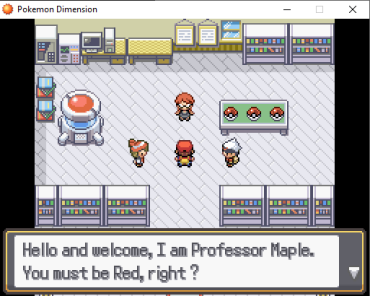 Pokemon Dimension
Hello and welcome, I am Professor Maple.
You must be Red, right ?